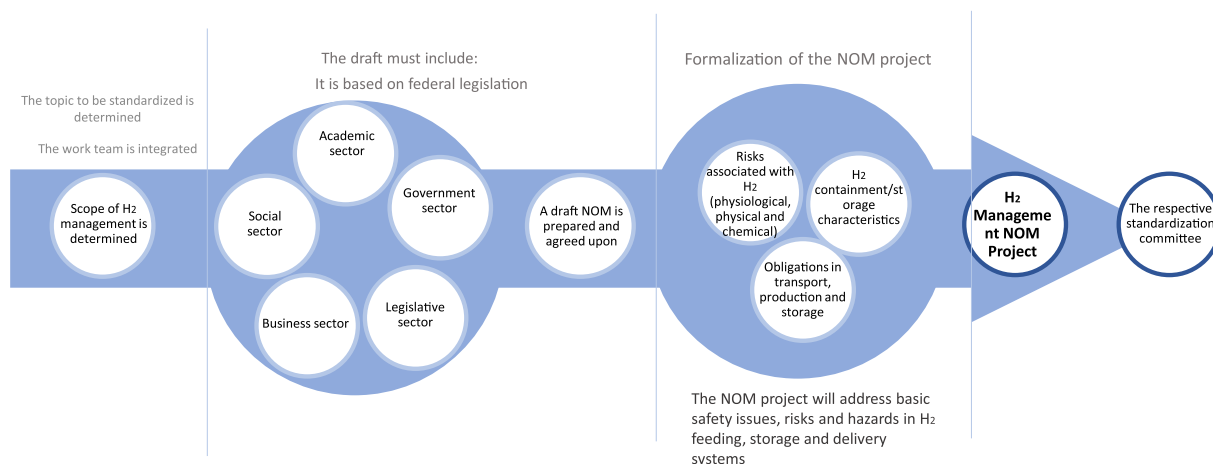 The topic to be standardized is
determined
The work team is integrated
Scope of H2
management is
determined
The draft must include:
It is based on federal legislation
Academic
sector
Government
sector
Social
sector
Business sector
Legislative
sector
A draft NOM is
prepared and
agreed upon
Formalization of the NOM project
Risks
associated with
H2
(physiological,
physical and
chemical)
H2
containment/st
orage
characteristics
Obligations in
transport,
production and
storage
The NOM project will address basic
safety issues, risks and hazards in H2
feeding, storage and delivery
systems
H2
Manageme
nt NOM
Project
The respective
standardization
committee